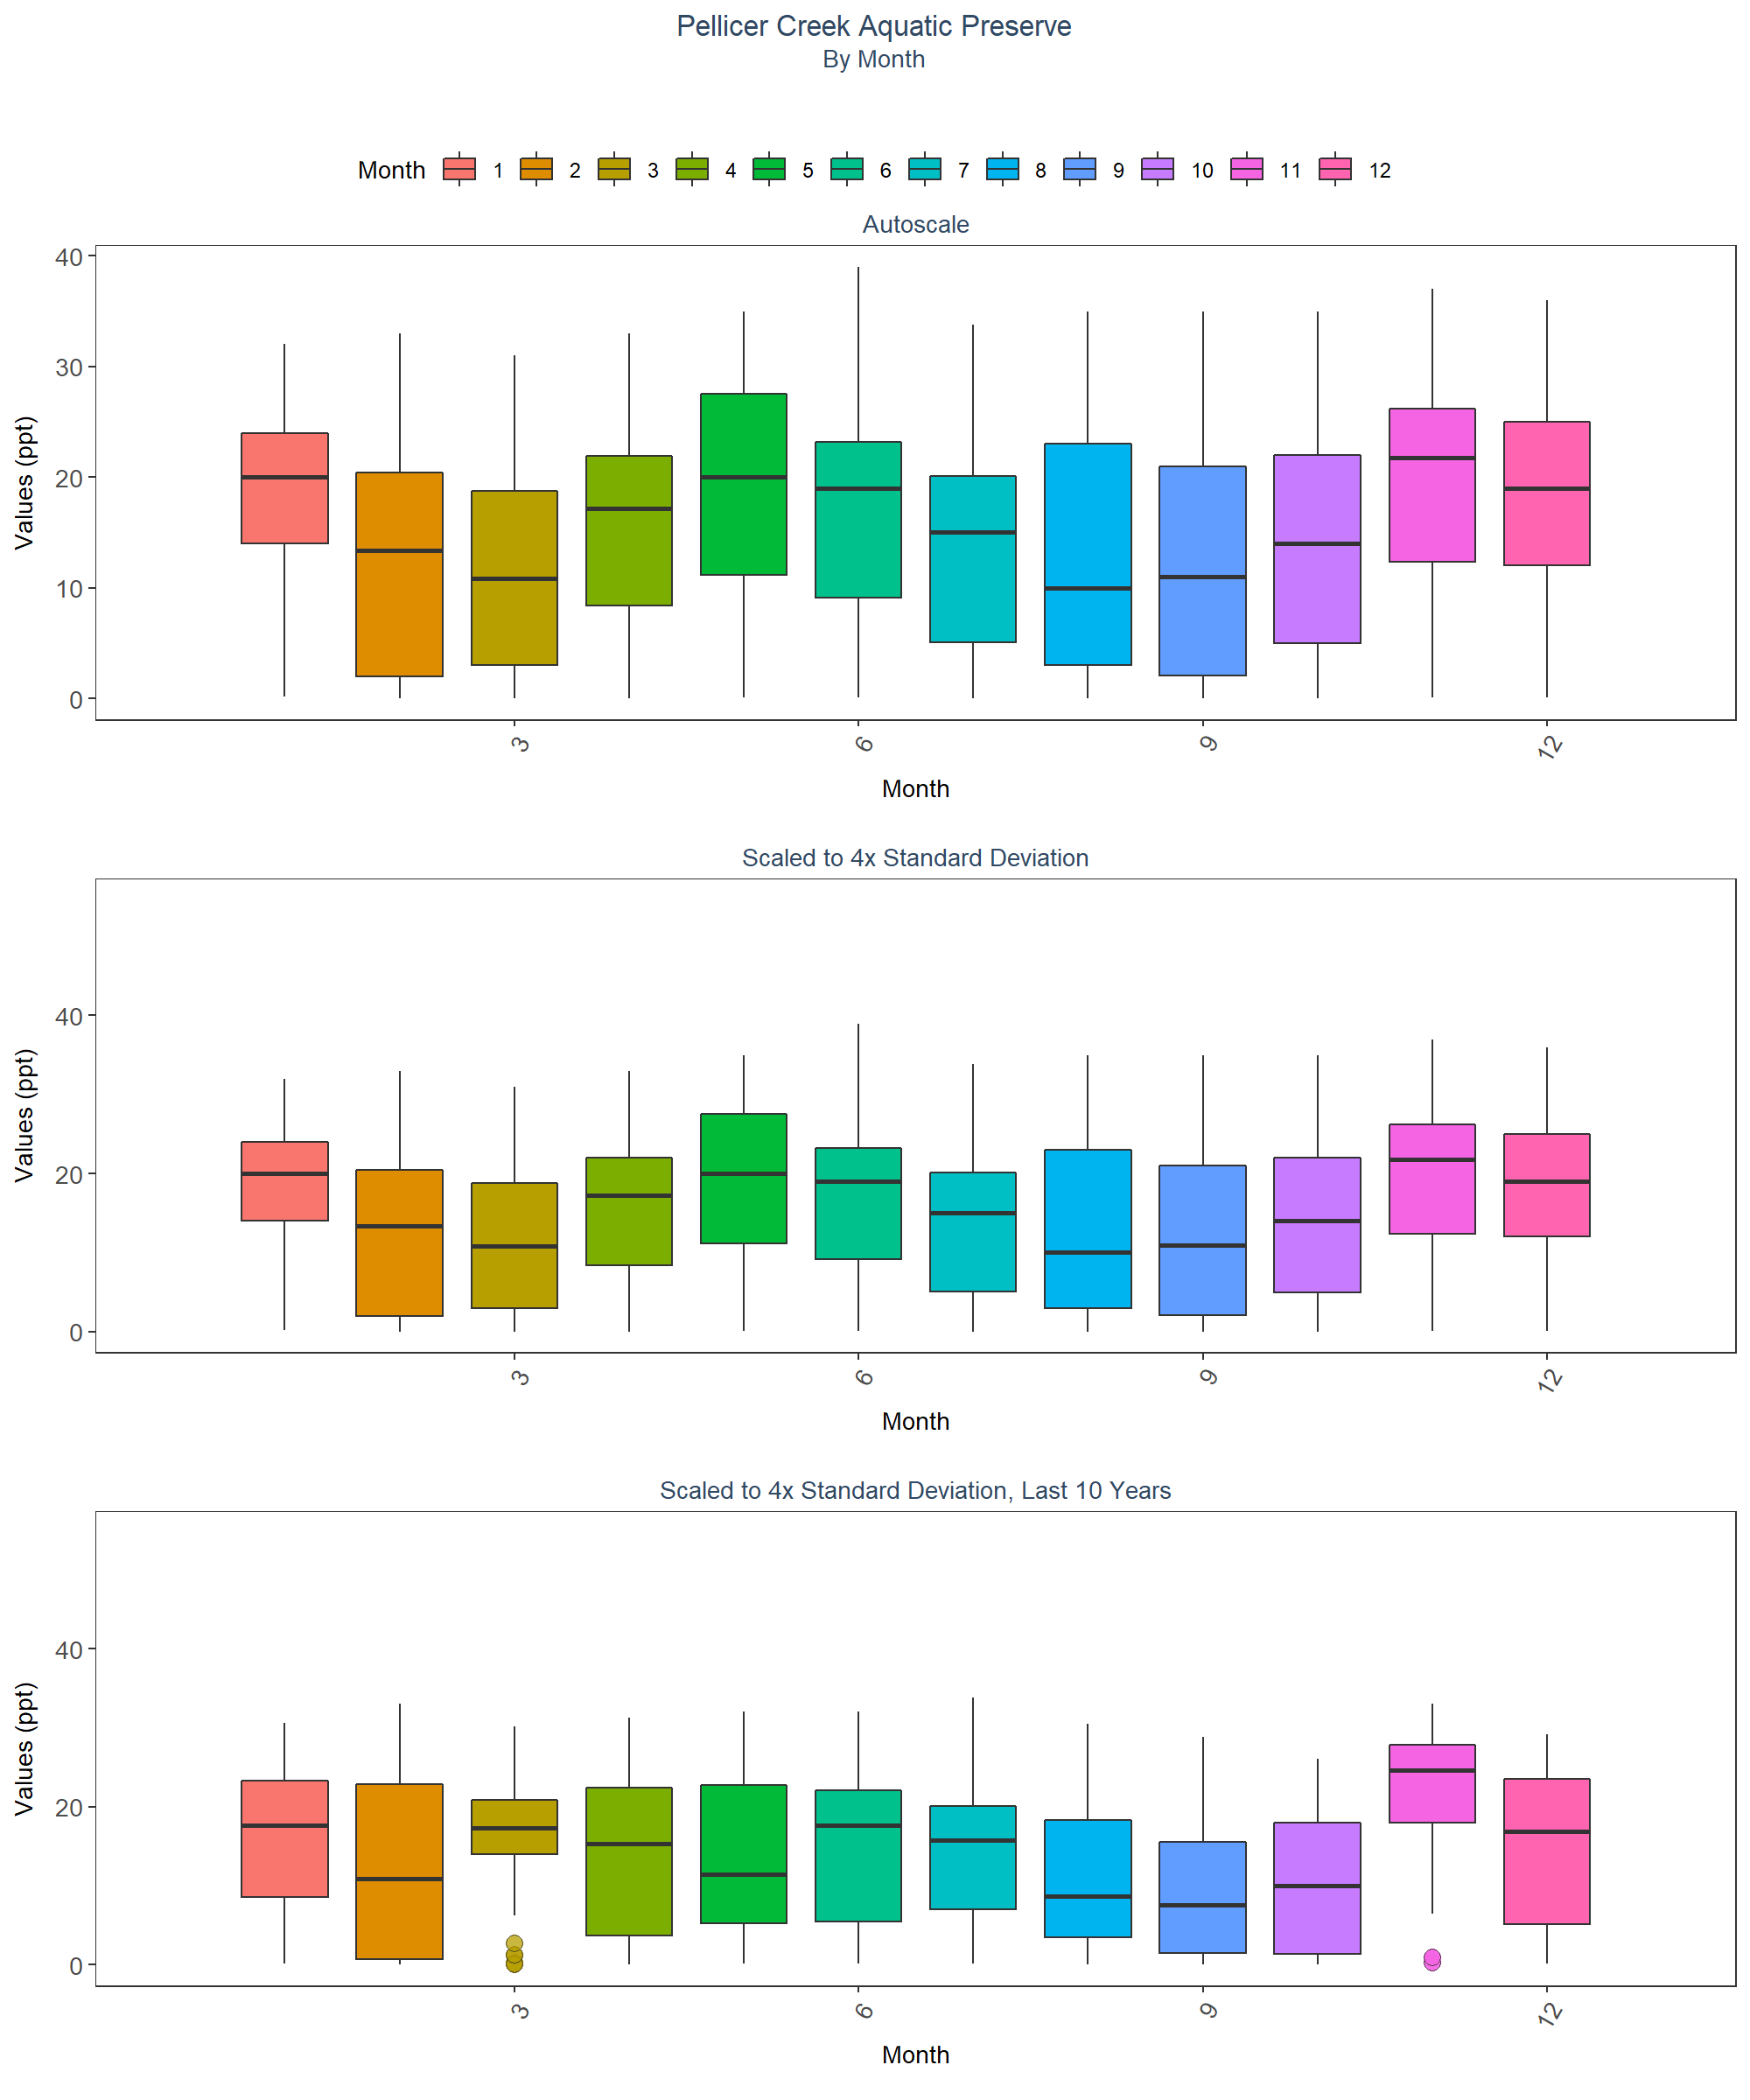 Pellicer Creek Aquatic Preserve
By Month
Month 1 2 3 4 5 6 7 8 9 10 11 12
Autoscale
Values (ppt)
40
30
20
10
0
3 6 9 12
Month
Scaled to 4x Standard Deviation
Values (ppt)
40
20
0
3 6 9 12
Month
Scaled to 4x Standard Deviation, Last 10 Years
Values (ppt)
40
20
0
3 6 9 12
Month